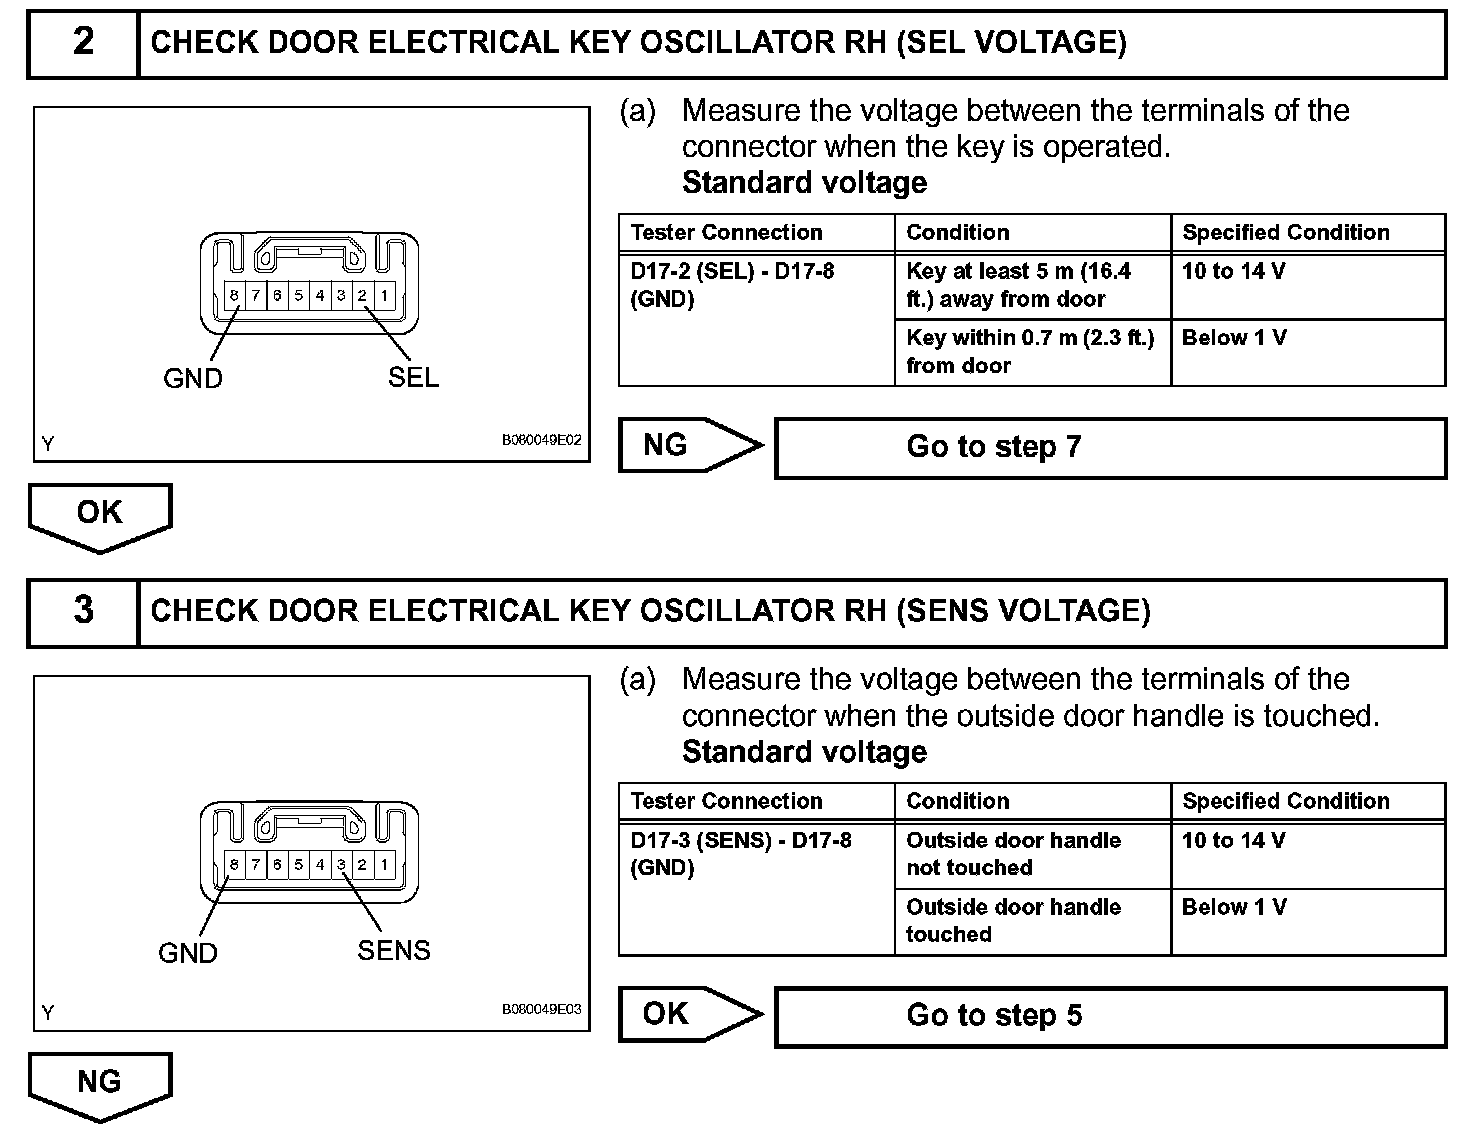 2
CHECK DOOR ELECTRICAL KEY OSCILLATOR RH (SEL VOLTAGE)
8 7 6 5 4 3 2 1
GND
SEL
Y
B080049E02
(a) Measure the voltage between the terminals of the
connector when the key is operated.
Standard voltage
Tester Connection
Condition
Specified Condition
D17-2 (SEL) - D17-8
(GND)
Key at least 5 m (16.4
ft.) away from door
10 to 14 V
Key within 0.7 m (2.3 ft.)
from door
Below 1 V
NG
Go to step 7
OK
3
CHECK DOOR ELECTRICAL KEY OSCILLATOR RH (SENS VOLTAGE)
8 7 6 5 4 3 2 1
GND
SENS
Y
B080049E03
(a) Measure the voltage between the terminals of the
connector when the outside door handle is touched.
Standard voltage
Tester Connection
Condition
Specified Condition
D17-3 (SENS) - D17-8
(GND)
Outside door handle
not touched
10 to 14 V
Outside door handle
touched
Below 1 V
OK
Go to step 5
NG